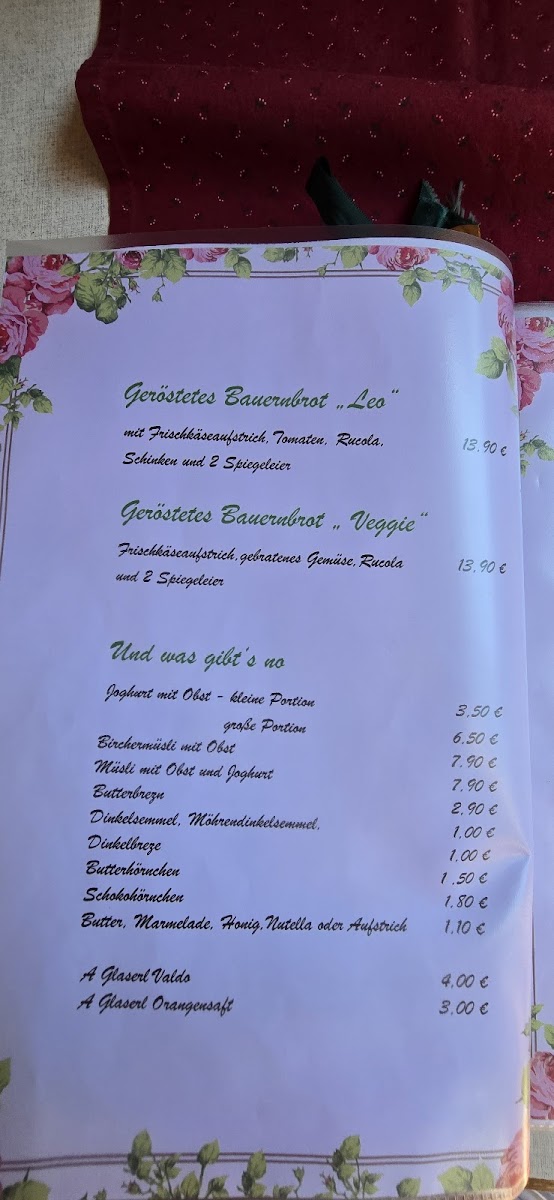 Geröstetes Bauernbrot „Leo“
mit Frischkäseaufstrich, Tomaten, Rucola,
Schinken und 2 Spiegeleier 13,90 €
Geröstetes Bauernbrot „ Veggie“
Frischkäseaufstrich, gebratenes Gemüse, Rucola
und 2 Spiegeleier 13,90 €
Und was gibt's no
Joghurt mit Obst - kleine Portion 3,50 €
große Portion 6,50 €
Birchermüsli mit Obst 7,90 €
Müsli mit Obst und Joghurt 7,90 €
Butterbrezn 2,90 €
Dinkelsemmel, Möhrendinkelsemmel, 1,00 €
Dinkelbreze 1,00 €
Butterhörnchen 1,50 €
Schokohörnchen 1,80 €
Butter, Marmelade, Honig, Nutella oder Aufstrich 1,10 €
A Glaserl Valdo 4,00 €
A Glaserl Orangensaft 3,00 €